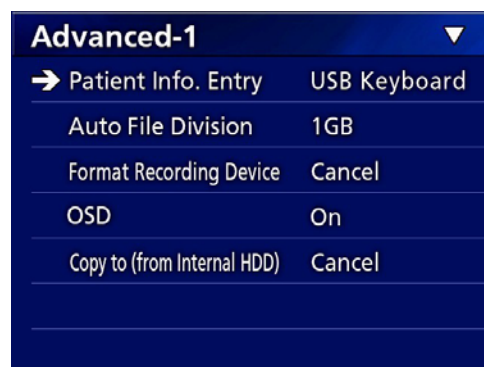 Advanced-1 ▼
➔ Patient Info. Entry USB Keyboard
Auto File Division 1GB
Format Recording Device Cancel
OSD On
Copy to (from Internal HDD) Cancel